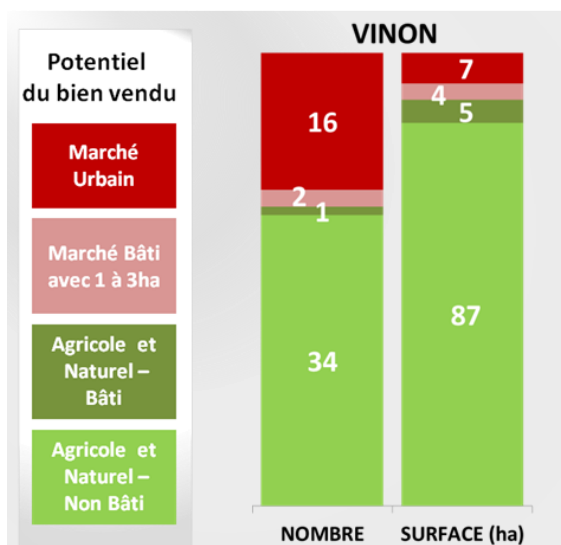 Potentiel
du bien vendu
Marché
Urbain
Marché Bâti
avec 1 à 3ha
Agricole et
Naturel –
Bâti
Agricole et
Naturel –
Non Bâti
VINON
16
2
1
34
7
4
5
87
NOMBRE
SURFACE (ha)